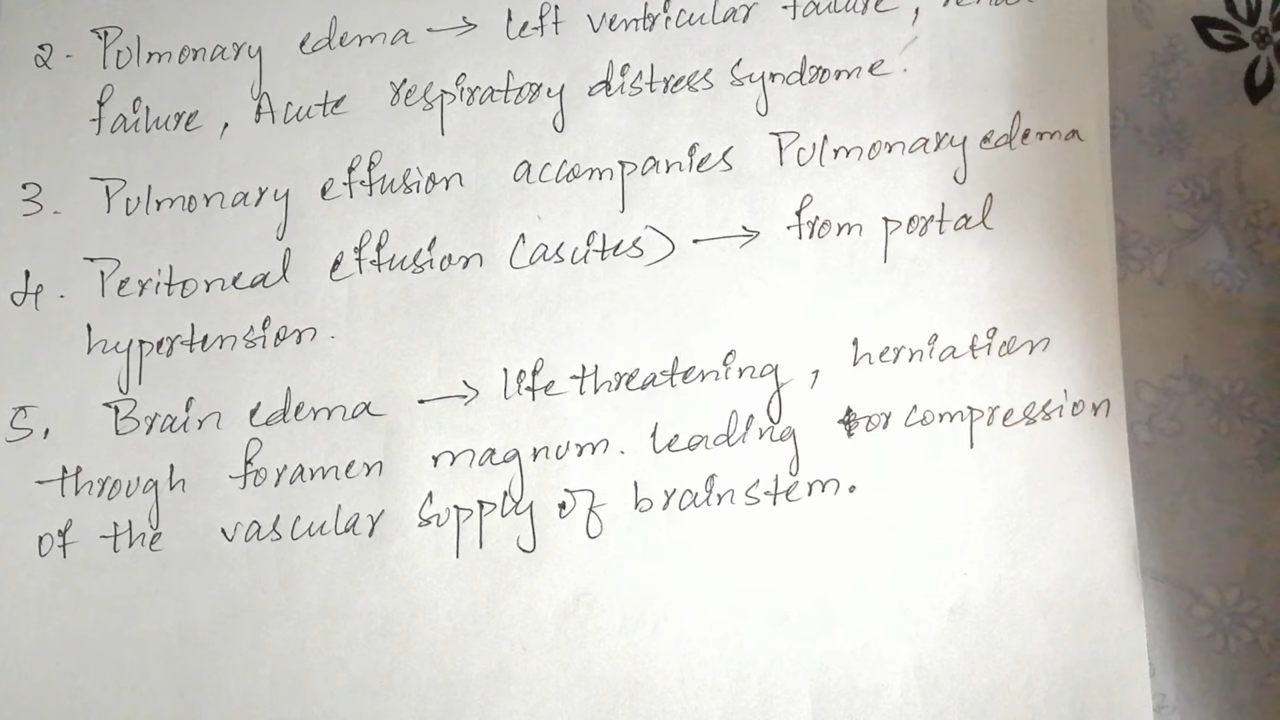 2. Pulmonary edema → left ventricular failure,
failure, Acute respiratory distress syndrome.
3. Pulmonary effusion accompanies Pulmonary edema
4. Peritoneal effusion (ascites) → from portal
hypertension.
5. Brain edema → life threatening, herniation
through foramen magnum. leading for compression
of the vascular supply of brainstem.